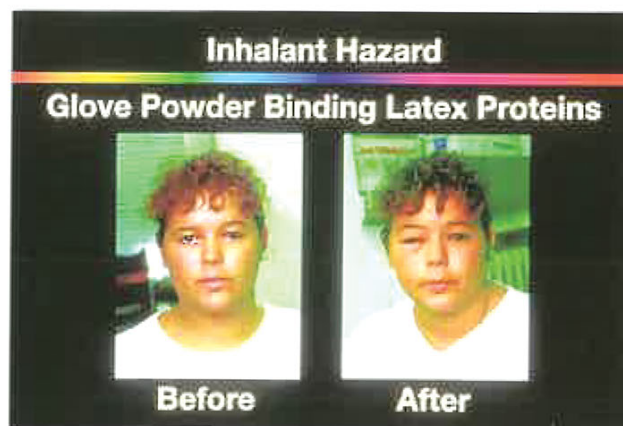 Inhalant Hazard
Glove Powder Binding Latex Proteins
Before
After